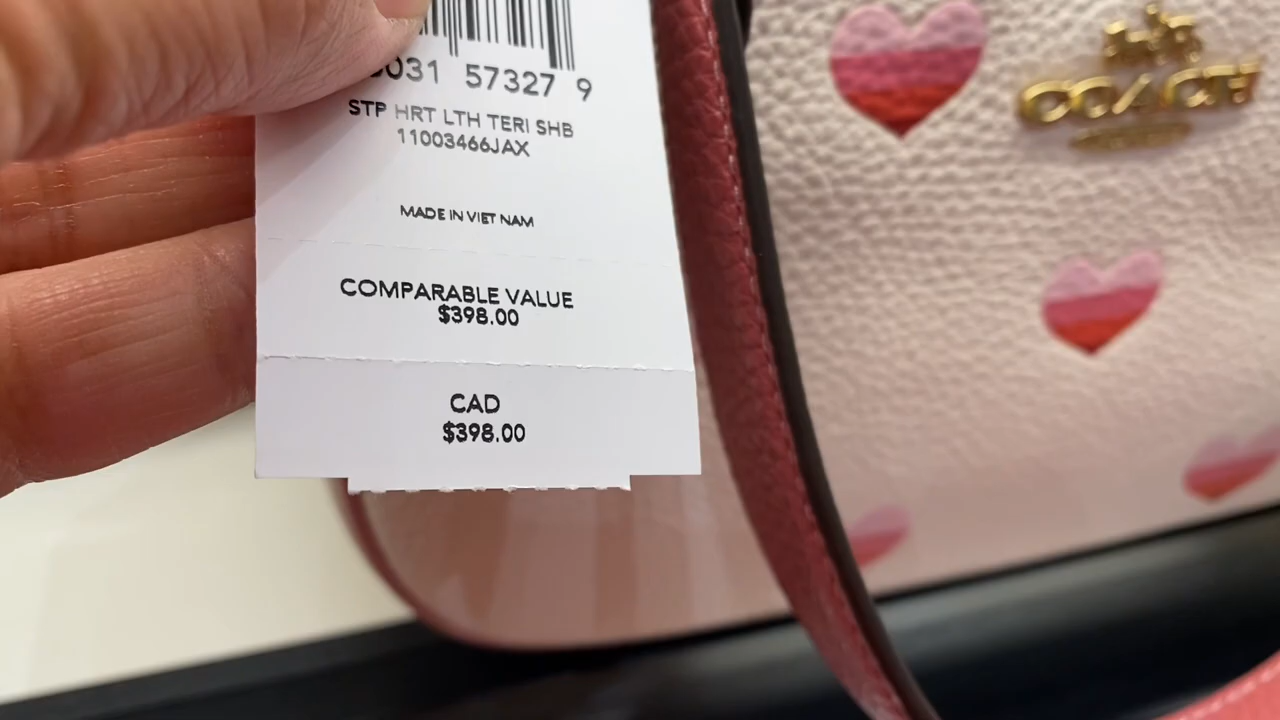 031 57327 9
STP HRT LTH TERI SHB
11003466JAX
MADE IN VIET NAM
COMPARABLE VALUE
$398.00
CAD
$398.00
COACH